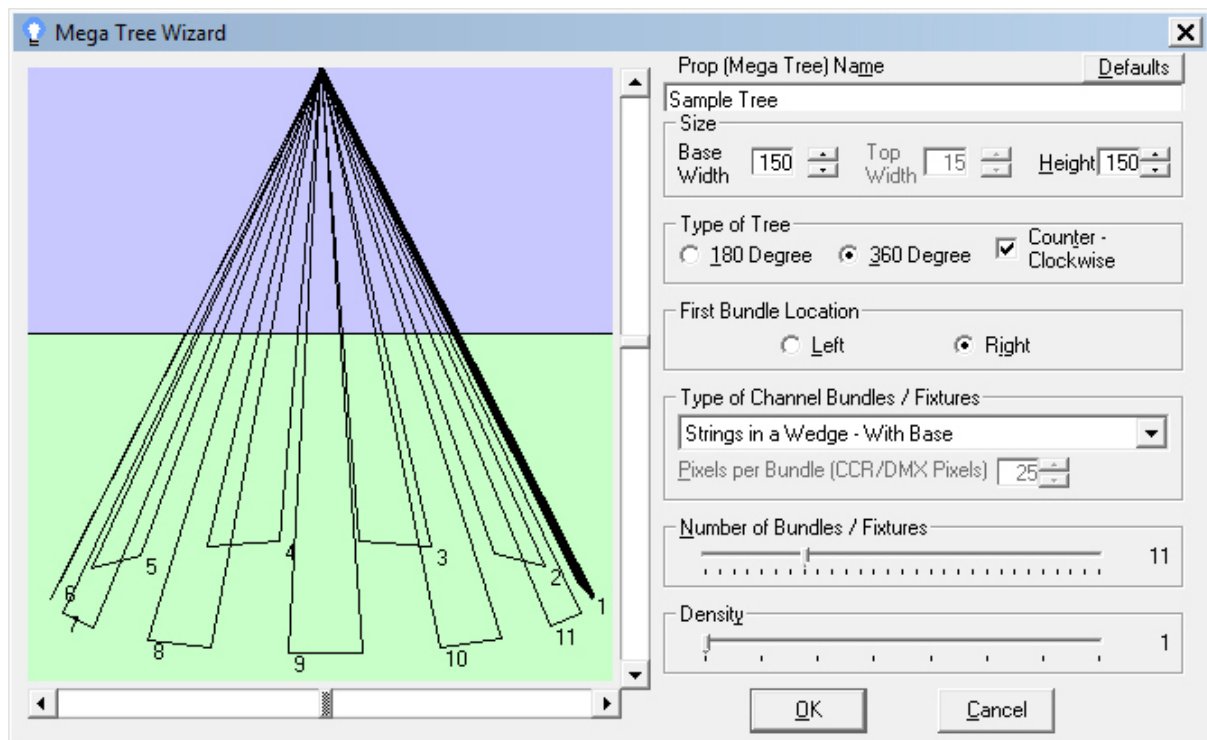 Mega Tree Wizard
Prop (Mega Tree) Name
Defaults
Sample Tree
Size
Base Width 150
Top Width 15
Height 150
Type of Tree
180 Degree
360 Degree
Counter - Clockwise
First Bundle Location
Left
Right
Type of Channel Bundles / Fixtures
Strings in a Wedge - With Base
Pixels per Bundle (CCR/DMX Pixels) 25
Number of Bundles / Fixtures
11
Density
1
OK
Cancel
4
3
5
2
6
1
7
11
8
10
9